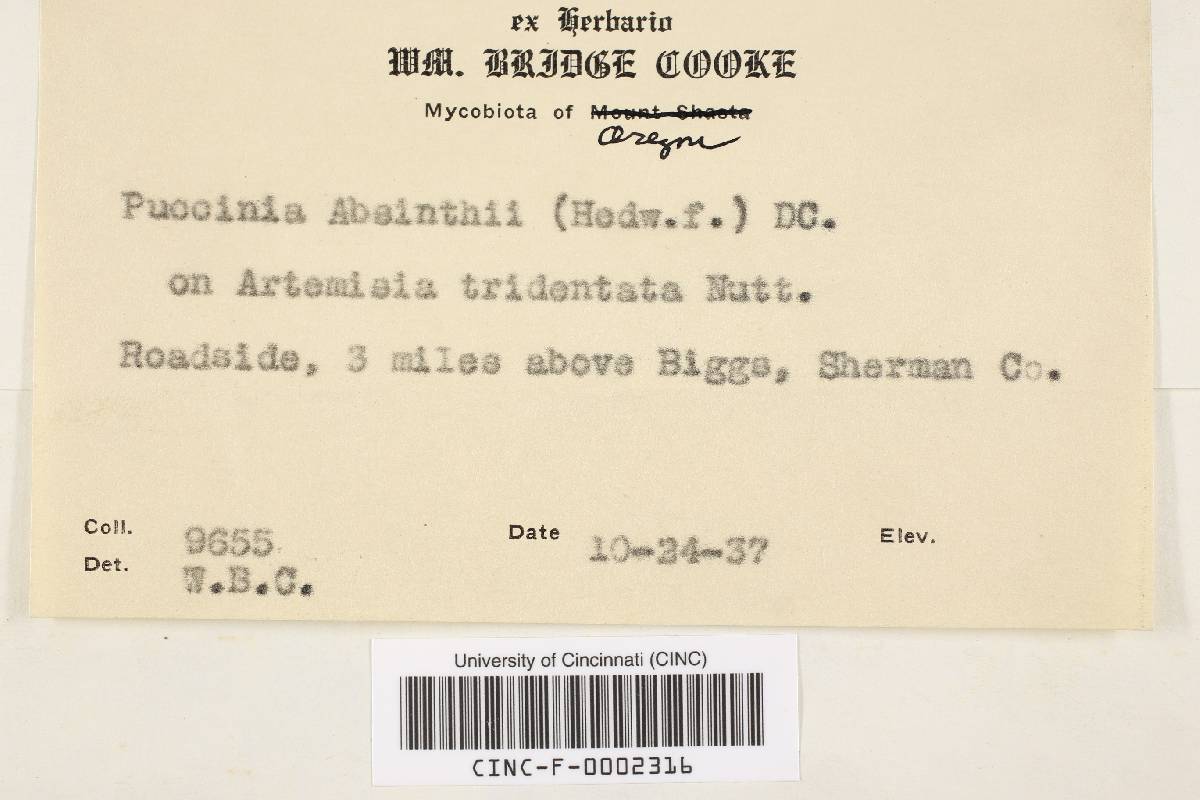 ex Herbario
WM. BRIDGE COOKE
Mycobiota of Mount Shasta
Oregon
Puccinia Absinthii (Hedw.f.) DC.
on Artemisia tridentata Nutt.
Roadside, 3 miles above Biggs, Sherman Co.
Coll. 9655 Date 10-24-37 Elev.
Det. W.B.C.
University of Cincinnati (CINC)
CINC-F-0002316